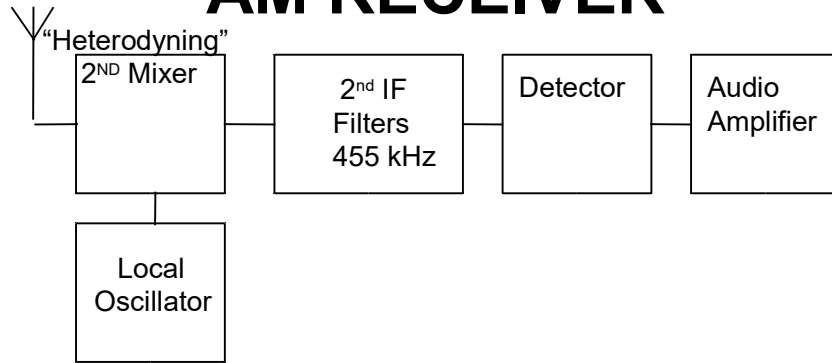 AM RECEIVER
“Heterodyning”
2ND Mixer
2nd IF
Filters
455 kHz
Detector
Audio
Amplifier
Local
Oscillator